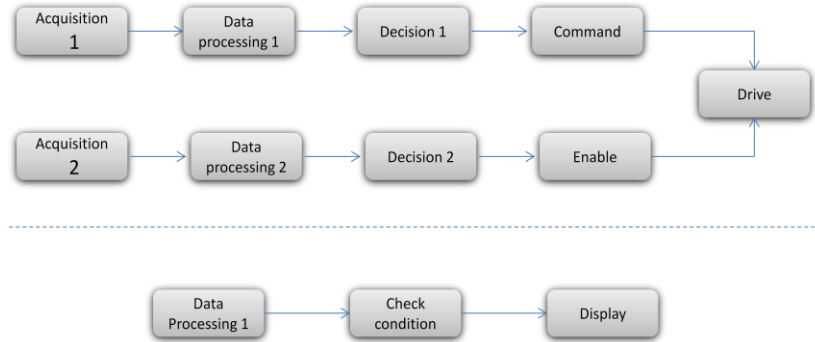 Acquisition
1
Data
processing 1
Decision 1
Command
Drive
Acquisition
2
Data
processing 2
Decision 2
Enable
Data
Processing 1
Check
condition
Display